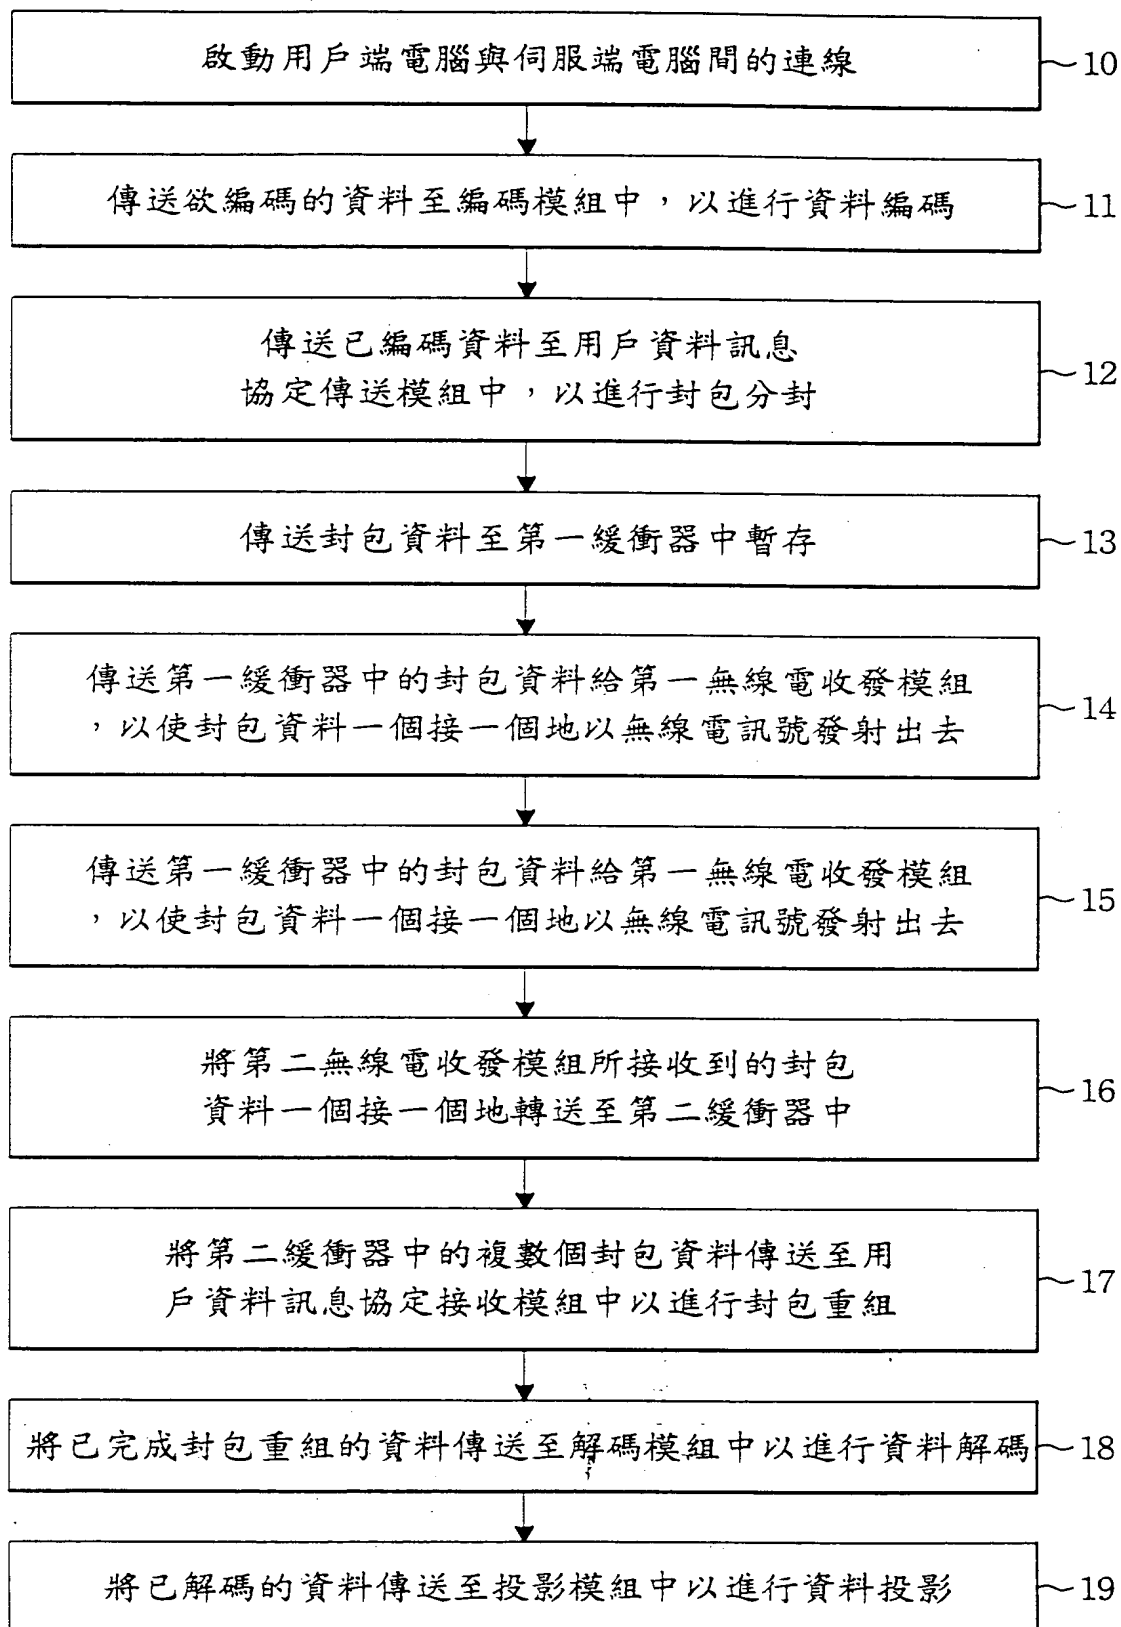 啟動用戶端電腦與伺服端電腦間的連線
10
傳送欲編碼的資料至編碼模組中，以進行資料編碼
11
傳送已編碼資料至用戶資料訊息
協定傳送模組中，以進行封包分封
12
傳送封包資料至第一緩衝器中暫存
13
傳送第一緩衝器中的封包資料給第一無線電收發模組
，以使封包資料一個接一個地以無線電訊號發射出去
14
傳送第一緩衝器中的封包資料給第一無線電收發模組
，以使封包資料一個接一個地以無線電訊號發射出去
15
將第二無線電收發模組所接收到的封包
資料一個接一個地轉送至第二緩衝器中
16
將第二緩衝器中的複數個封包資料傳送至用
戶資料訊息協定接收模組中以進行封包重組
17
將已完成封包重組的資料傳送至解碼模組中以進行資料解碼
18
將已解碼的資料傳送至投影模組中以進行資料投影
19